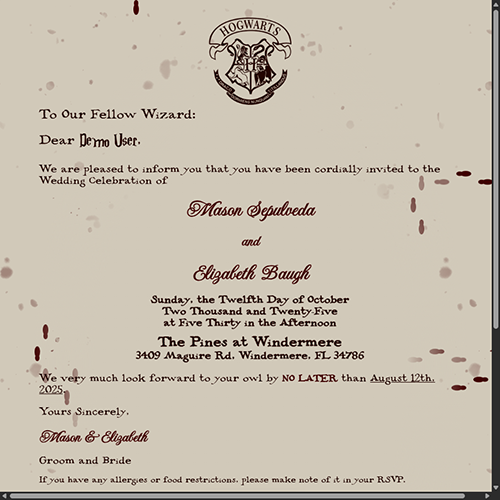 HOGWARTS
To Our Fellow Wizard:
Dear Demo User,
We are pleased to inform you that you have been cordially invited to the
Wedding Celebration of
Mason Sepulveda
and
Elizabeth Baugh
Sunday, the Twelfth Day of October
Two Thousand and Twenty-Five
at Five Thirty in the Afternoon
The Pines at Windermere
3409 Maguire Rd, Windermere, FL 34786
We very much look forward to your owl by NO LATER than August 12th,
2025.
Yours Sincerely,
Mason & Elizabeth
Groom and Bride
If you have any allergies or food restrictions, please make note of it in your RSVP.